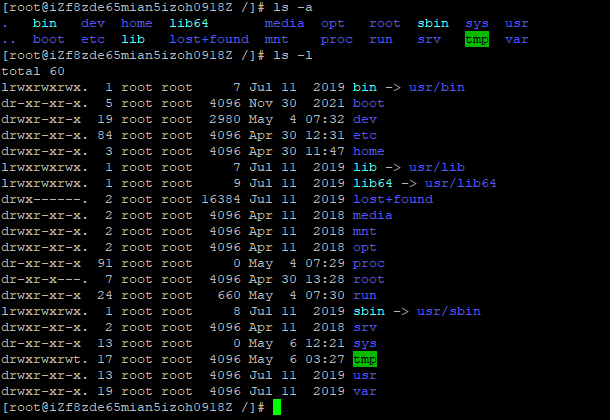 [root@iZf8zde65mian5izoh0918Z /]# ls -a
.   bin   dev  home  lib64       media  opt   root  sbin  sys  usr
..  boot  etc  lib   lost+found  mnt    proc  run   srv   tmp  var
[root@iZf8zde65mian5izoh0918Z /]# ls -l
total 60
lrwxrwxrwx.  1 root root     7 Jul 11  2019 bin -> usr/bin
dr-xr-xr-x.  5 root root  4096 Nov 30  2021 boot
drwxr-xr-x  19 root root  2980 May  4 07:32 dev
drwxr-xr-x. 84 root root  4096 Apr 30 12:31 etc
drwxr-xr-x.  3 root root  4096 Apr 30 11:47 home
lrwxrwxrwx.  1 root root     7 Jul 11  2019 lib -> usr/lib
lrwxrwxrwx.  1 root root     9 Jul 11  2019 lib64 -> usr/lib64
drwx------.  2 root root 16384 Jul 11  2019 lost+found
drwxr-xr-x.  2 root root  4096 Apr 11  2018 media
drwxr-xr-x.  2 root root  4096 Apr 11  2018 mnt
drwxr-xr-x.  2 root root  4096 Apr 11  2018 opt
dr-xr-xr-x  91 root root     0 May  4 07:29 proc
dr-xr-x---.  7 root root  4096 Apr 30 13:28 root
drwxr-xr-x  24 root root   660 May  4 07:30 run
lrwxrwxrwx.  1 root root     8 Jul 11  2019 sbin -> usr/sbin
drwxr-xr-x.  2 root root  4096 Apr 11  2018 srv
dr-xr-xr-x  13 root root     0 May  6 12:21 sys
drwxrwxrwt. 17 root root  4096 May  6 03:27 tmp
drwxr-xr-x. 13 root root  4096 Jul 11  2019 usr
drwxr-xr-x. 19 root root  4096 Jul 11  2019 var
[root@iZf8zde65mian5izoh0918Z /]#